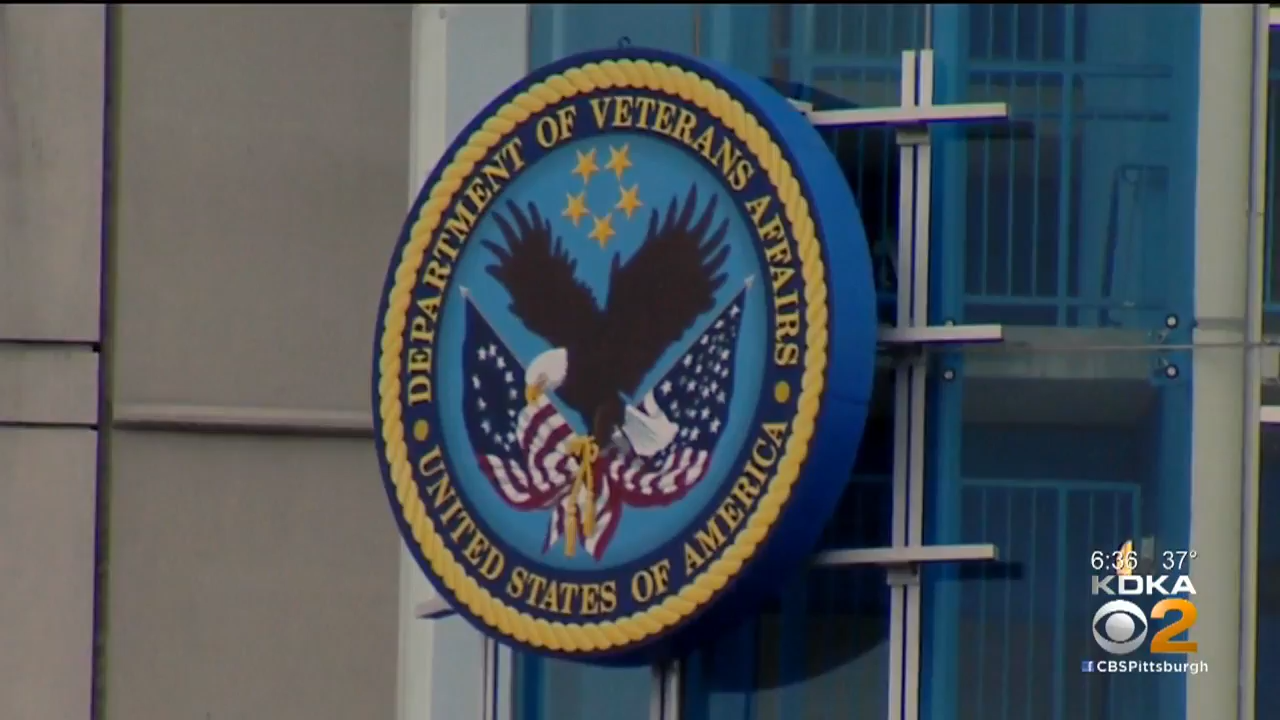 DEPARTMENT OF VETERANS AFFAIRS
UNITED STATES OF AMERICA
6:36 37°
KDKA
2
f CBSPittsburgh